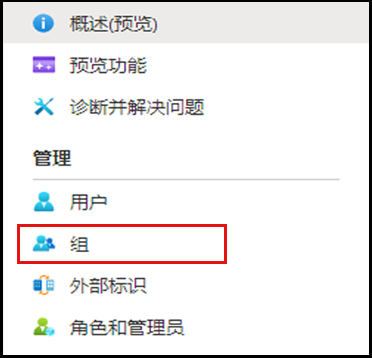 概述(预览)
预览功能
诊断并解决问题
管理
用户
组
外部标识
角色和管理员